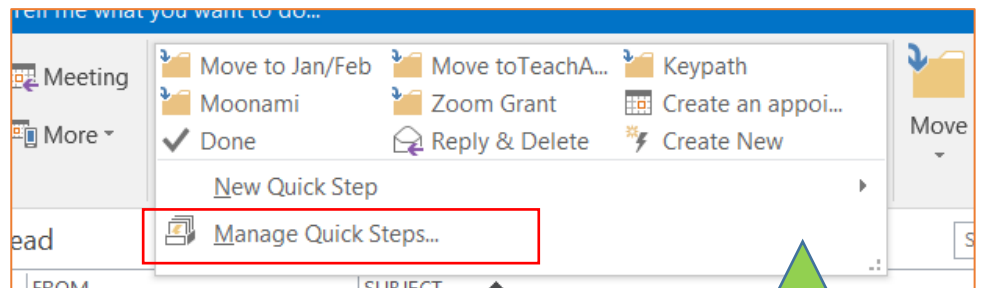 Tell me what you want to do...
Meeting
More
Move to Jan/Feb
Move toTeachA...
Keypath
Moonami
Zoom Grant
Create an appoi...
Done
Reply & Delete
Create New
New Quick Step
Manage Quick Steps...
Move
ead
S
FROM
SUBJECT